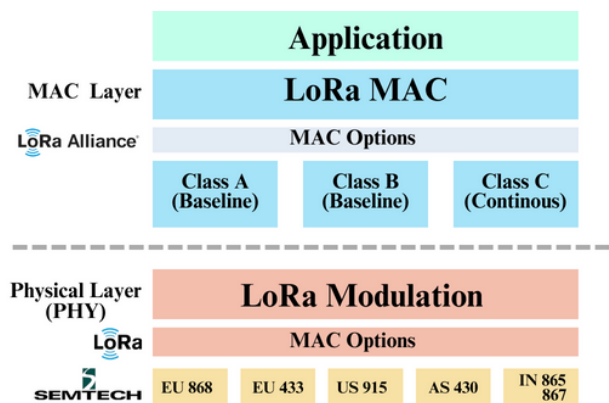 Application
MAC Layer
LoRa MAC
LoRa Alliance®
MAC Options
Class A
(Baseline)
Class B
(Baseline)
Class C
(Continous)
Physical Layer
(PHY)
LoRa Modulation
LoRa
MAC Options
SEMTECH
EU 868
EU 433
US 915
AS 430
IN 865
867